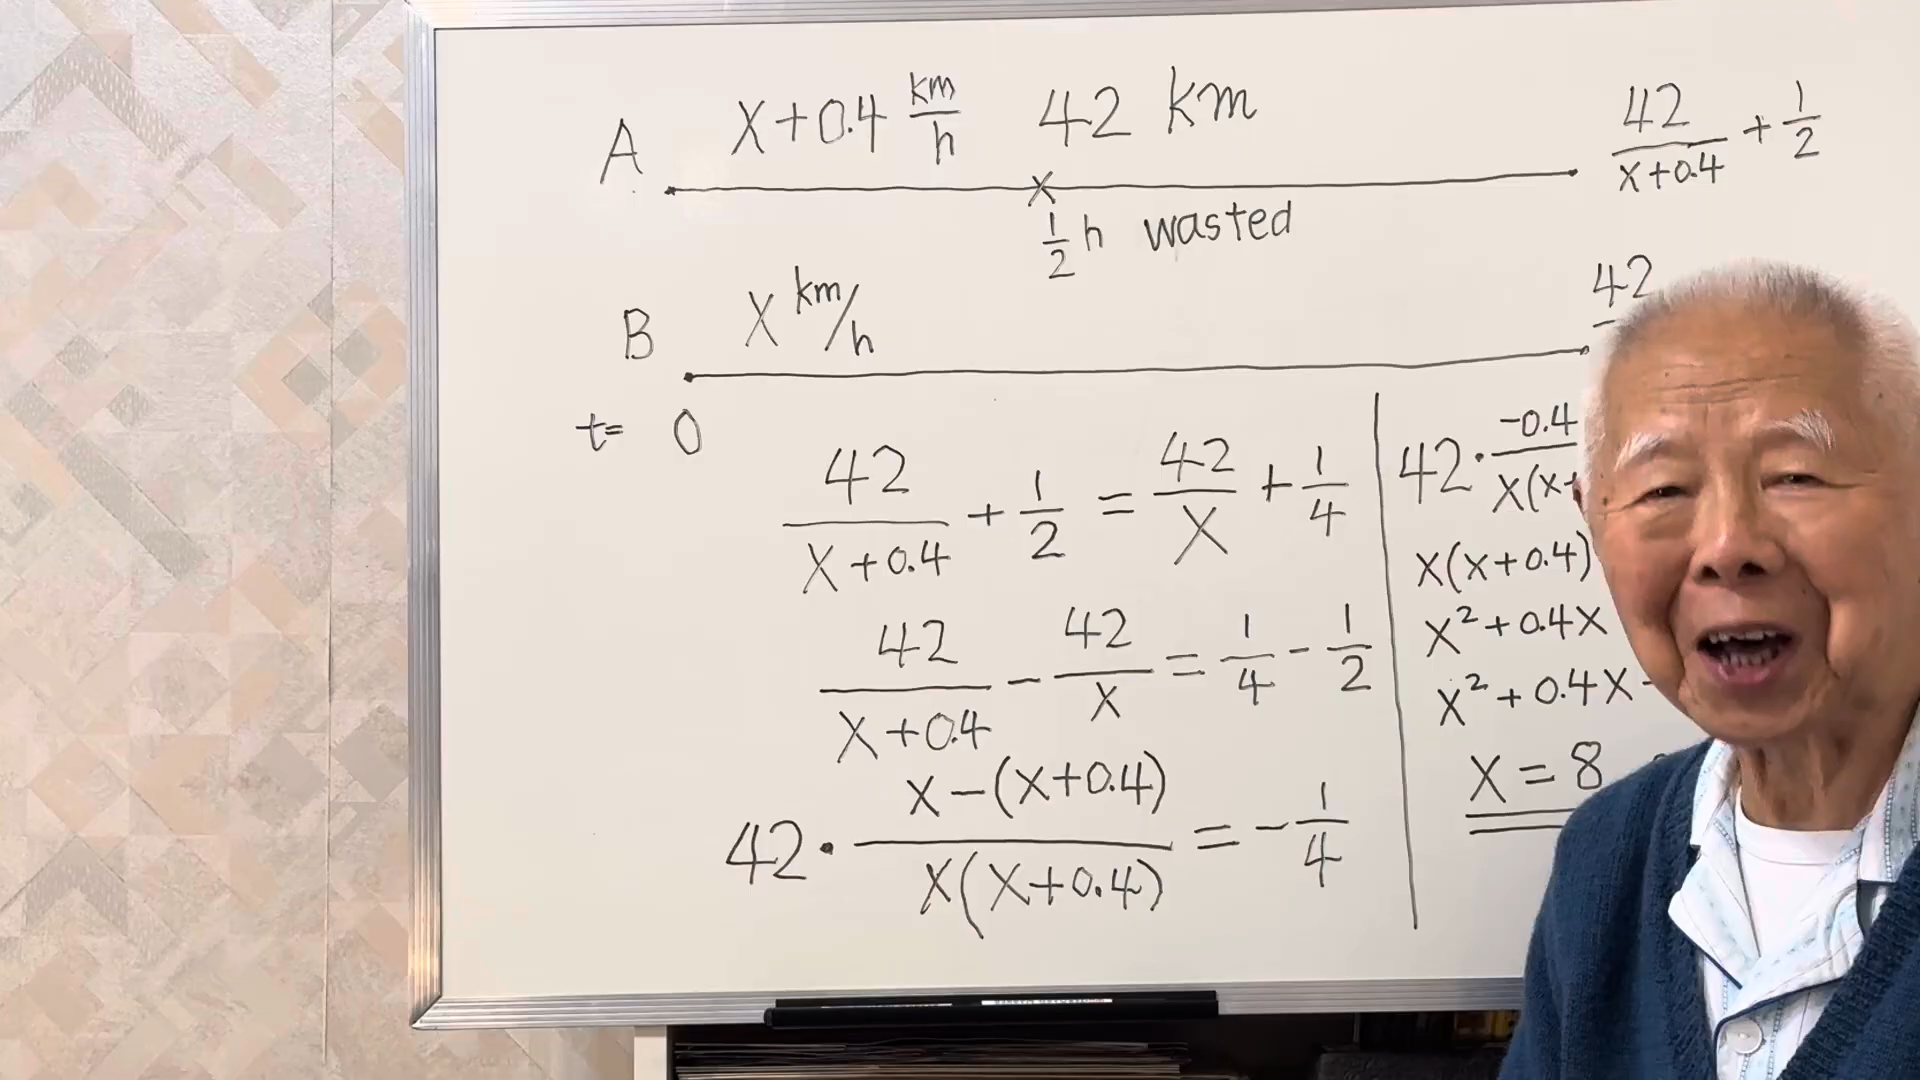 A X+0.4 km/h 42 km 42/(x+0.4) + 1/2
x
1/2 h wasted
B X km/h 42
t= 0
42/(X+0.4) + 1/2 = 42/X + 1/4
42/(X+0.4) - 42/X = 1/4 - 1/2
42 · (X-(X+0.4))/(X(X+0.4)) = -1/4
42 · -0.4/X(X
X(X+0.4)
X² + 0.4X
X² + 0.4X -
X = 8